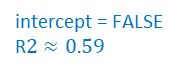 intercept = FALSE
R2 ≈ 0.59